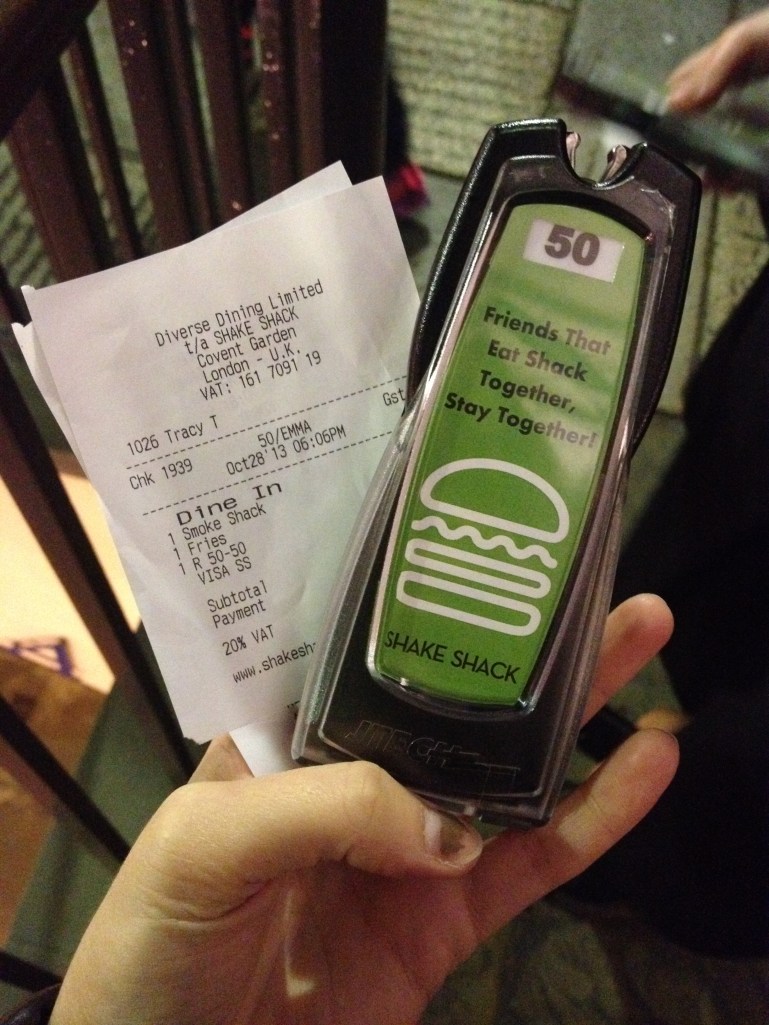 Diverse Dining Limited
t/a SHAKE SHACK
Covent Garden
London - U.K.
VAT: 161 7091 19
1026 Tracy T
Chk 1939 50/EMMA Gst
Oct28'13 06:06PM
Dine In
1 Smoke Shack
1 Fries
1 R 50-50
VISA SS
Subtotal
Payment
20% VAT
www.shakesh
50
Friends That
Eat Shack
Together,
Stay Together!
SHAKE SHACK